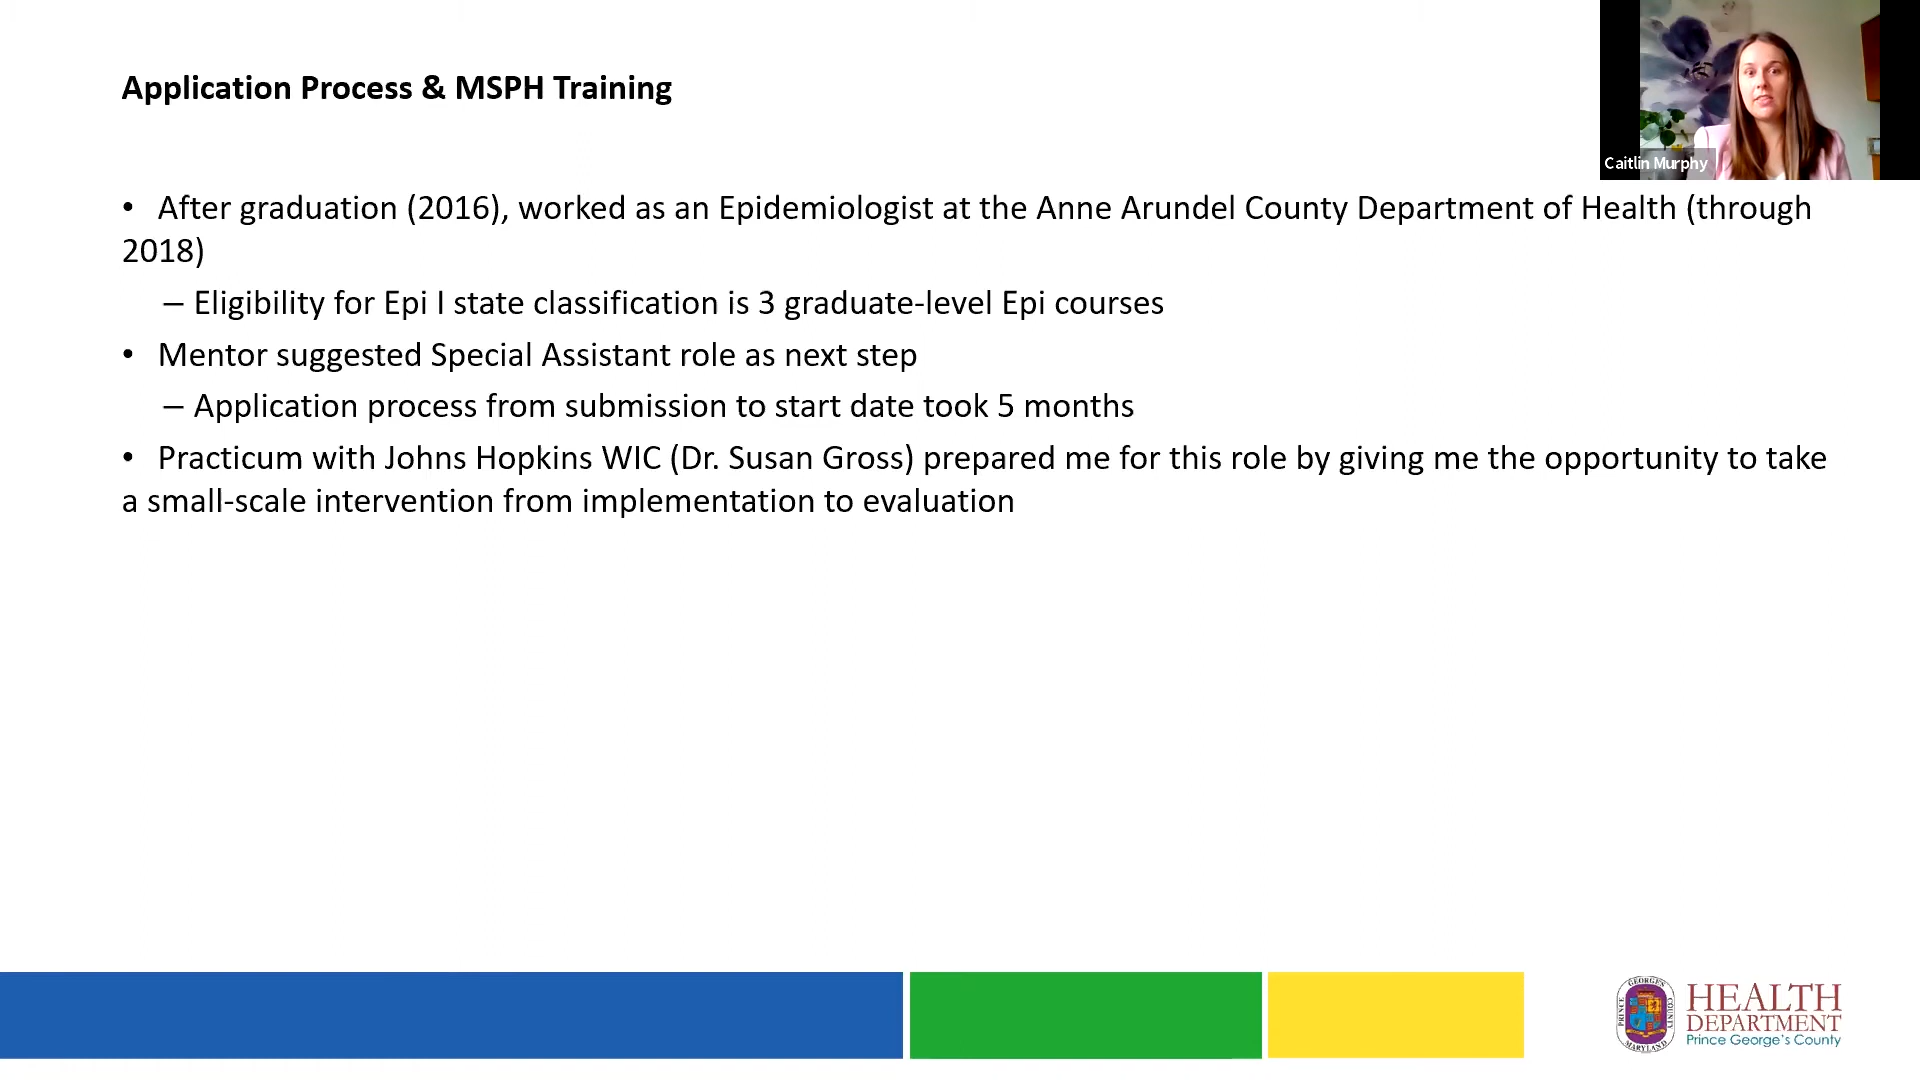 Application Process & MSPH Training
Caitlin Murphy
• After graduation (2016), worked as an Epidemiologist at the Anne Arundel County Department of Health (through
2018)
– Eligibility for Epi I state classification is 3 graduate-level Epi courses
• Mentor suggested Special Assistant role as next step
– Application process from submission to start date took 5 months
• Practicum with Johns Hopkins WIC (Dr. Susan Gross) prepared me for this role by giving me the opportunity to take
a small-scale intervention from implementation to evaluation
PRINCE GEORGE'S COUNTY
MARYLAND
HEALTH
DEPARTMENT
Prince George's County